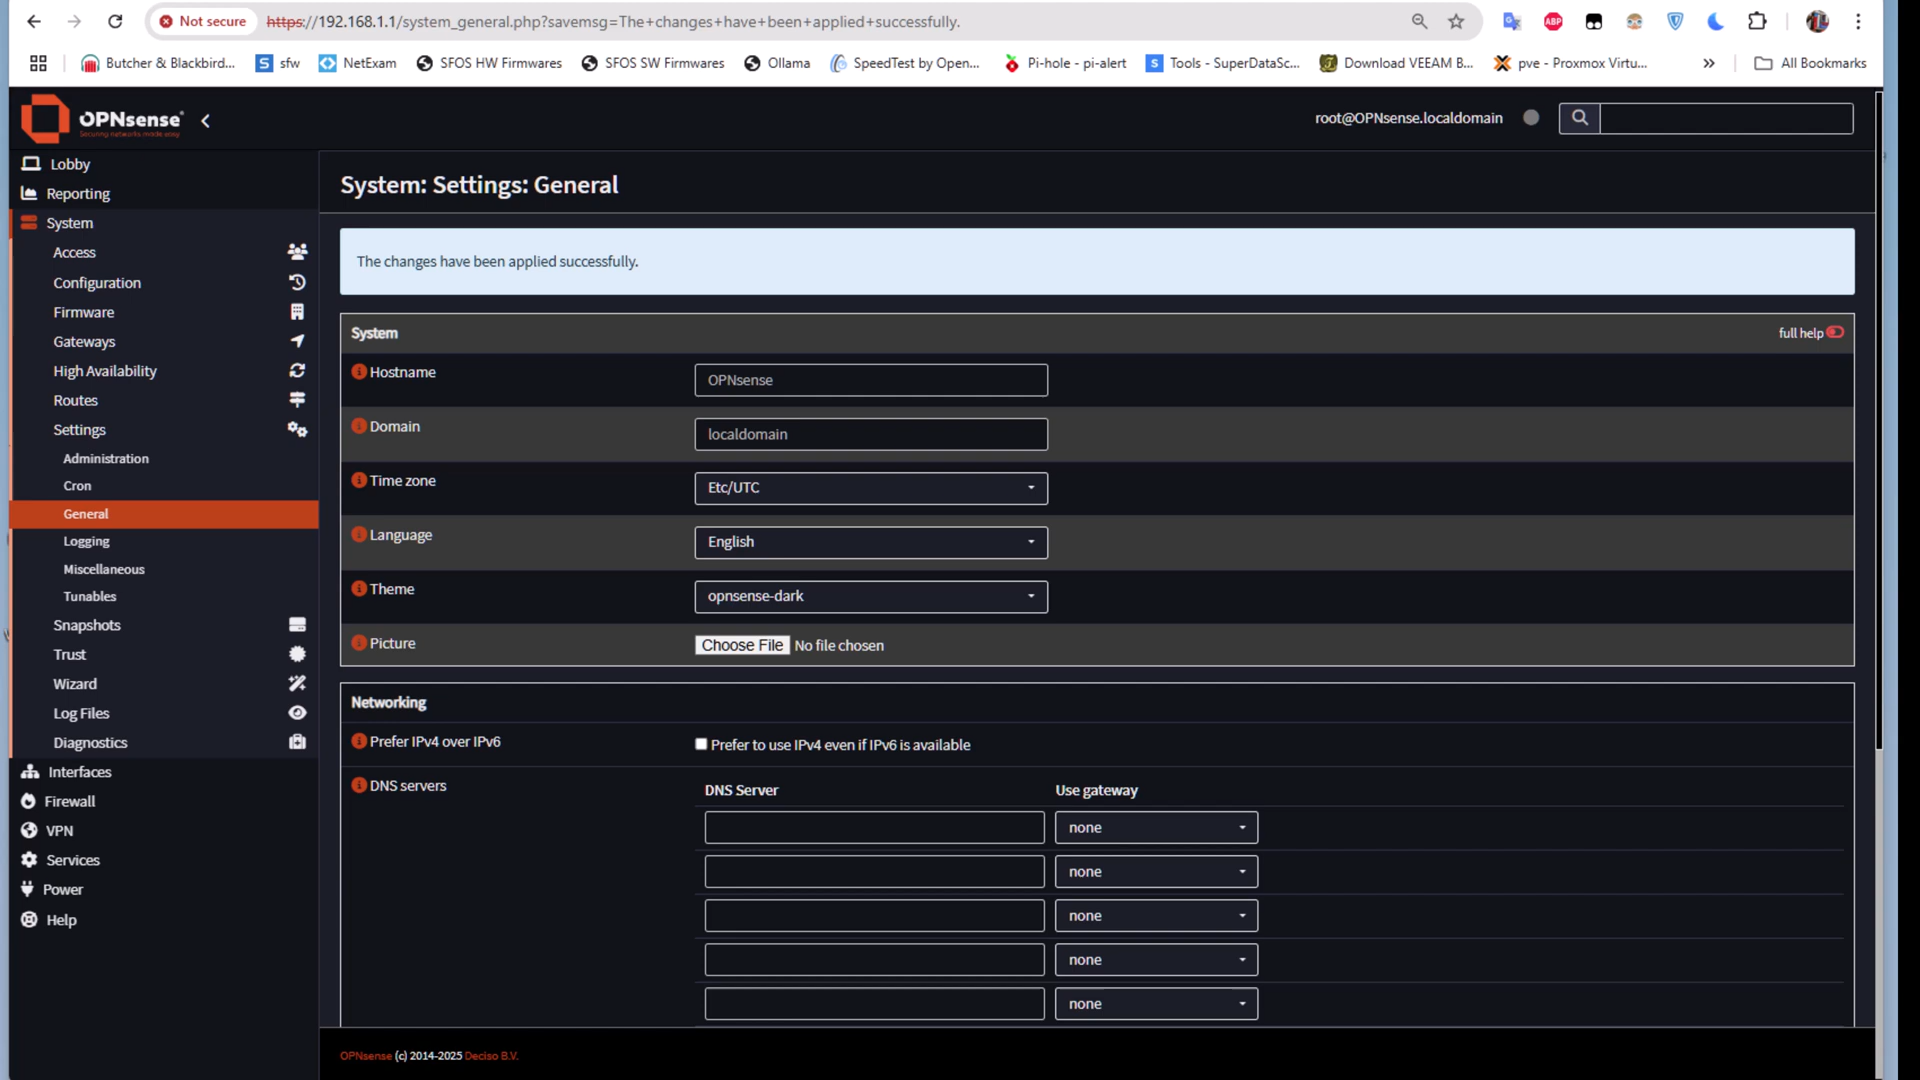 Not secure
https://192.168.1.1/system_general.php?savemsg=The+changes+have+been+applied+successfully.
Butcher & Blackbird...
sfw
NetExam
SFOS HW Firmwares
SFOS SW Firmwares
Ollama
SpeedTest by Open...
Pi-hole - pi-alert
Tools - SuperDataSc...
Download VEEAM B...
pve - Proxmox Virtu...
All Bookmarks
OPNsense
Securing networks made easy
root@OPNsense.localdomain
Lobby
Reporting
System
Access
Configuration
Firmware
Gateways
High Availability
Routes
Settings
Administration
Cron
General
Logging
Miscellaneous
Tunables
Snapshots
Trust
Wizard
Log Files
Diagnostics
Interfaces
Firewall
VPN
Services
Power
Help
System: Settings: General
The changes have been applied successfully.
System
full help
Hostname
OPNsense
Domain
localdomain
Time zone
Etc/UTC
Language
English
Theme
opnsense-dark
Picture
Choose File No file chosen
Networking
Prefer IPv4 over IPv6
Prefer to use IPv4 even if IPv6 is available
DNS servers
DNS Server
Use gateway
none
none
none
none
none
OPNsense (c) 2014-2025 Deciso B.V.
ABP